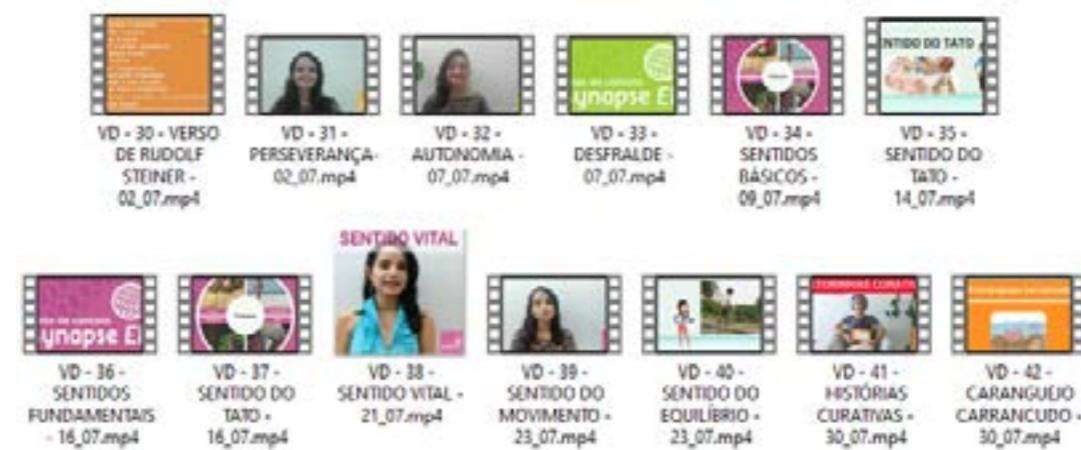 VD - 30 - VERSO
DE RUDOLF
STEINER -
02_07.mp4
VD - 31 -
PERSEVERANÇA-
02_07.mp4
VD - 32 -
AUTONOMIA -
07_07.mp4
ynapse E
VD - 33 -
DESFRALDE -
07_07.mp4
VD - 34 -
SENTIDOS
BÁSICOS -
09_07.mp4
NTIDO DO TATO
VD - 35 -
SENTIDO DO
TATO -
14_07.mp4
ynapse E
VD - 36 -
SENTIDOS
FUNDAMENTAIS
- 16_07.mp4
VD - 37 -
SENTIDO DO
TATO -
16_07.mp4
SENTIDO VITAL
VD - 38 -
SENTIDO VITAL -
21_07.mp4
VD - 39 -
SENTIDO DO
MOVIMENTO -
23_07.mp4
VD - 40 -
SENTIDO DO
EQUILÍBRIO -
23_07.mp4
VD - 41 -
HISTÓRIAS
CURATIVAS -
30_07.mp4
VD - 42 -
CARANGUEJO
CARRANCUDO -
30_07.mp4